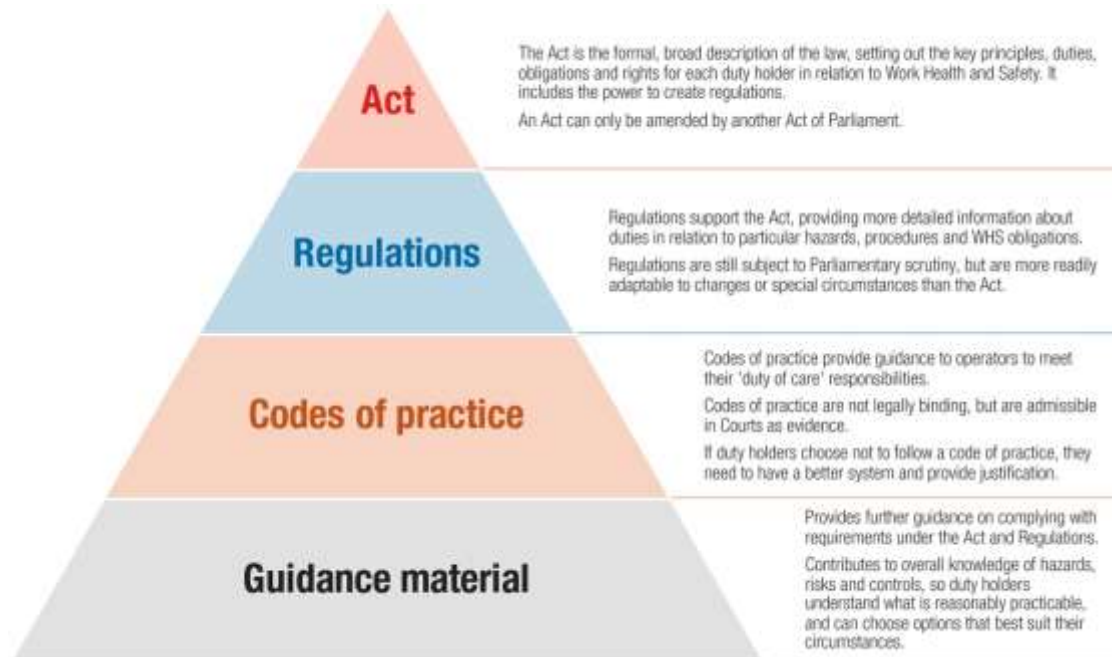 Act
The Act is the formal, broad description of the law, setting out the key principles, duties,
obligations and rights for each duty holder in relation to Work Health and Safety. It
includes the power to create regulations.
An Act can only be amended by another Act of Parliament.
Regulations
Regulations support the Act, providing more detailed information about
duties in relation to particular hazards, procedures and WHS obligations.
Regulations are still subject to Parliamentary scrutiny, but are more readily
adaptable to changes or special circumstances than the Act.
Codes of practice
Codes of practice provide guidance to operators to meet
their 'duty of care' responsibilities.
Codes of practice are not legally binding, but are admissible
in Courts as evidence.
If duty holders choose not to follow a code of practice, they
need to have a better system and provide justification.
Guidance material
Provides further guidance on complying with
requirements under the Act and Regulations.
Contributes to overall knowledge of hazards,
risks and controls, so duty holders
understand what is reasonably practicable,
and can choose options that best suit their
circumstances.